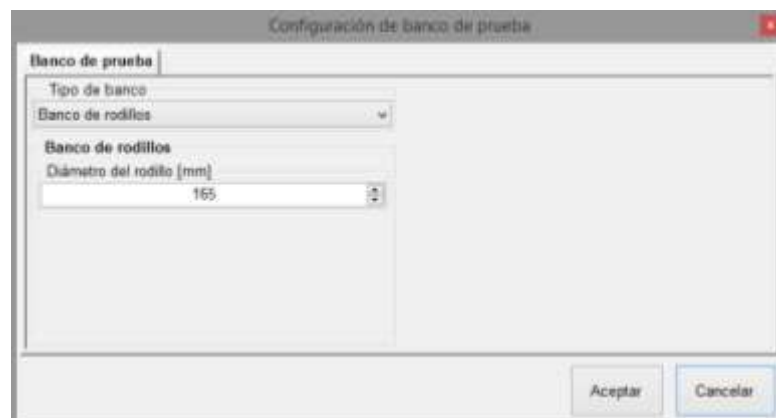 Configuración de banco de prueba
Banco de prueba
Tipo de banco
Banco de rodillos
Banco de rodillos
Diámetro del rodillo [mm]
165
Aceptar
Cancelar